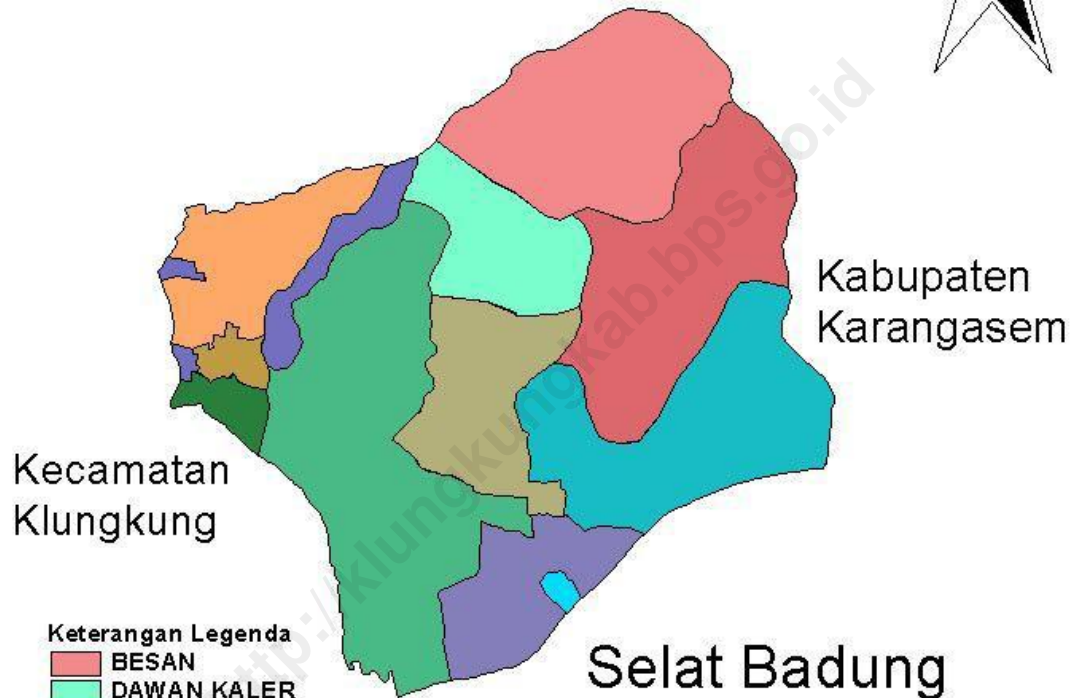 Kabupaten
Karangasem
Kecamatan
Klungkung
Keterangan Legenda
BESAN
DAWAN KALER
Selat Badung
http://klungkungkab.bps.go.id